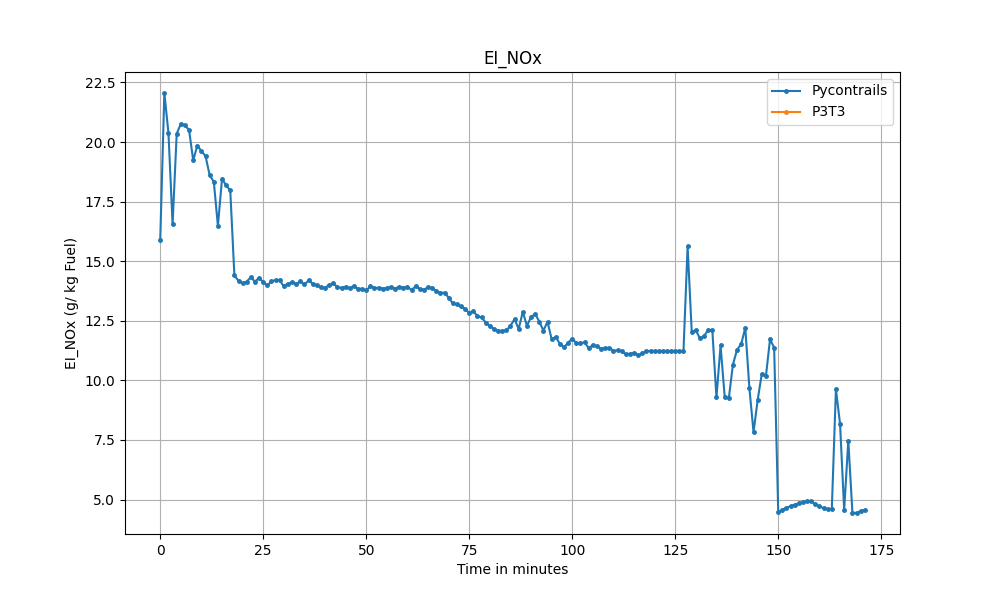 EI_NOx
Pycontrails
P3T3
EI_NOx (g/ kg Fuel)
22.5
20.0
17.5
15.0
12.5
10.0
7.5
5.0
0 25 50 75 100 125 150 175
Time in minutes